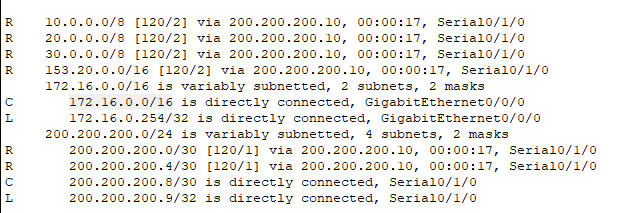 R    10.0.0.0/8 [120/2] via 200.200.200.10, 00:00:17, Serial0/1/0
R    20.0.0.0/8 [120/2] via 200.200.200.10, 00:00:17, Serial0/1/0
R    30.0.0.0/8 [120/2] via 200.200.200.10, 00:00:17, Serial0/1/0
R    153.20.0.0/16 [120/2] via 200.200.200.10, 00:00:17, Serial0/1/0
     172.16.0.0/16 is variably subnetted, 2 subnets, 2 masks
C       172.16.0.0/16 is directly connected, GigabitEthernet0/0/0
L       172.16.0.254/32 is directly connected, GigabitEthernet0/0/0
     200.200.200.0/24 is variably subnetted, 4 subnets, 2 masks
R       200.200.200.0/30 [120/1] via 200.200.200.10, 00:00:17, Serial0/1/0
R       200.200.200.4/30 [120/1] via 200.200.200.10, 00:00:17, Serial0/1/0
C       200.200.200.8/30 is directly connected, Serial0/1/0
L       200.200.200.9/32 is directly connected, Serial0/1/0